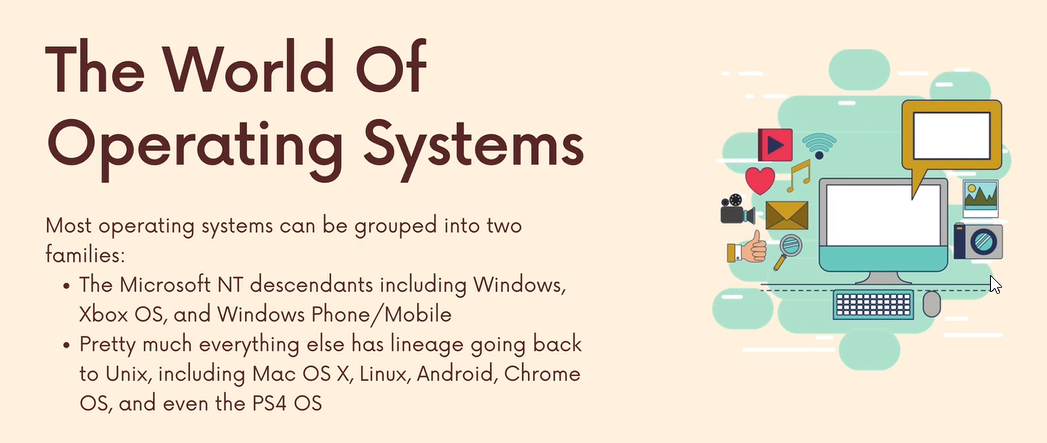 The World Of
Operating Systems
Most operating systems can be grouped into two
families:
• The Microsoft NT descendants including Windows,
Xbox OS, and Windows Phone/Mobile
• Pretty much everything else has lineage going back
to Unix, including Mac OS X, Linux, Android, Chrome
OS, and even the PS4 OS